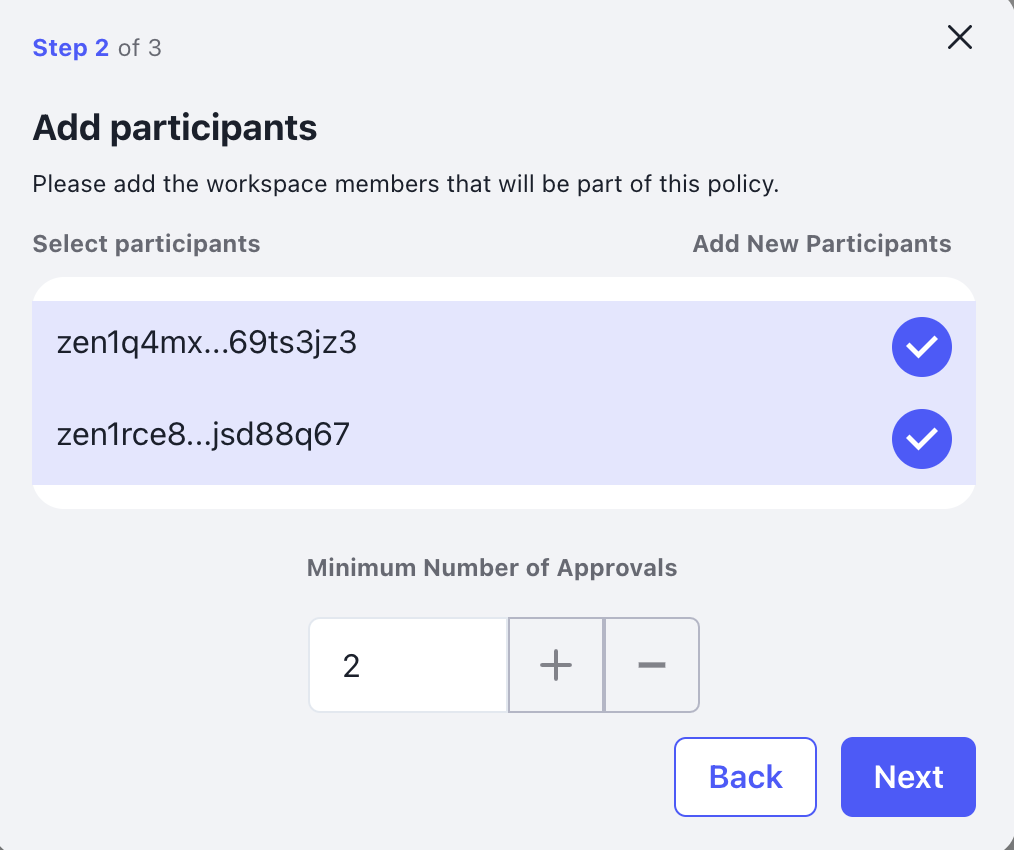 Step 2 of 3
Add participants
Please add the workspace members that will be part of this policy.
Select participants
Add New Participants
zen1q4mx...69ts3jz3
zen1rce8...jsd88q67
Minimum Number of Approvals
2
Back
Next